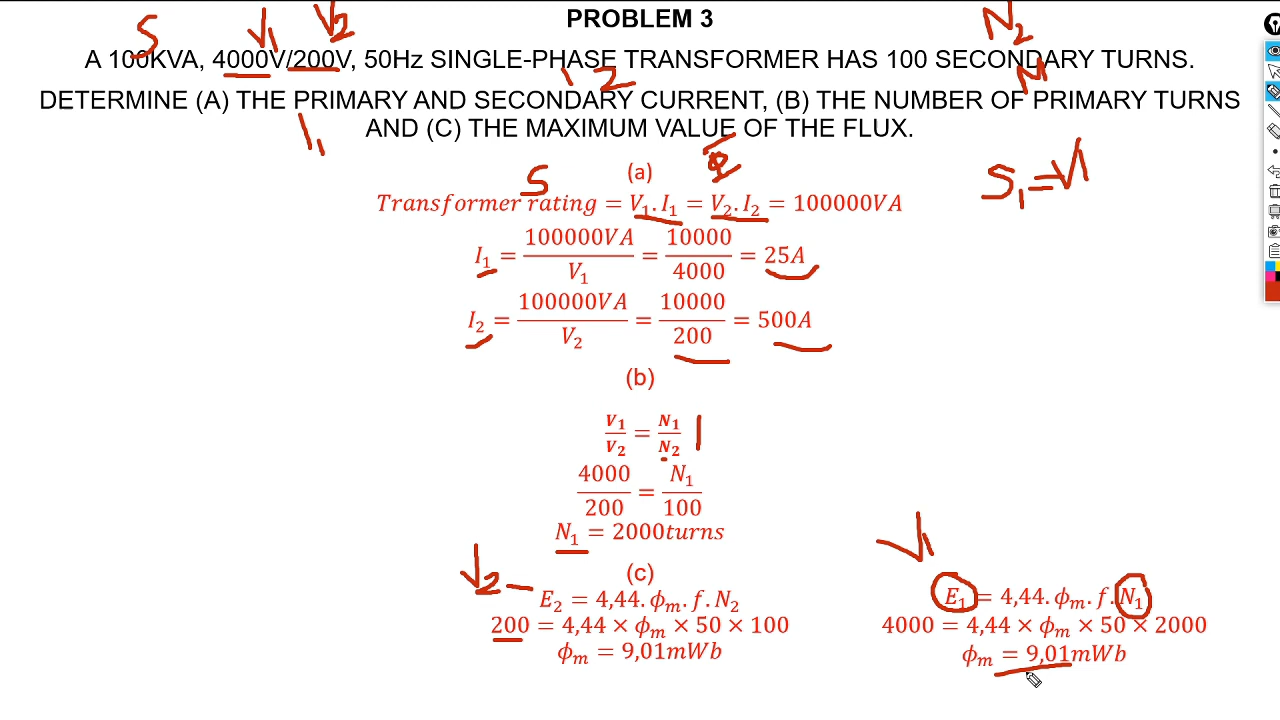 PROBLEM 3
S V₁ V₂ N₂
A 100KVA, 4000V/200V, 50Hz SINGLE-PHASE TRANSFORMER HAS 100 SECONDARY TURNS.
1 2
DETERMINE (A) THE PRIMARY AND SECONDARY CURRENT, (B) THE NUMBER OF PRIMARY TURNS
I₁
AND (C) THE MAXIMUM VALUE OF THE FLUX.
(a)
S
S₁ = V
Transformer rating = V₁.I₁ = V₂.I₂ = 100000VA
I₁ = 100000VA/V₁ = 10000/4000 = 25A
I₂ = 100000VA/V₂ = 10000/200 = 500A
(b)
V₁/V₂ = N₁/N₂
4000/200 = N₁/100
N₁ = 2000turns
V₂
(c)
E₂ = 4,44.ϕₘ.f.N₂
200 = 4,44 × ϕₘ × 50 × 100
ϕₘ = 9,01mWb
V₁
E₁ = 4,44.ϕₘ.f.N₁
4000 = 4,44 × ϕₘ × 50 × 2000
ϕₘ = 9,01mWb